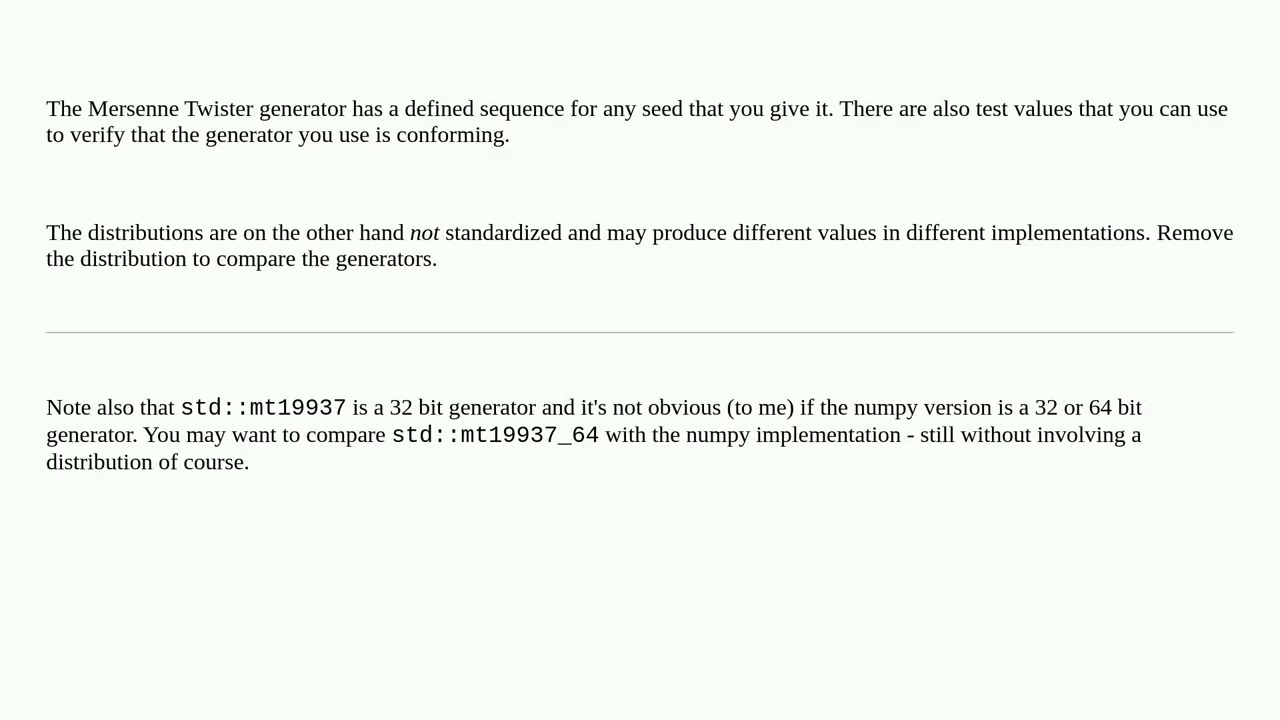 The Mersenne Twister generator has a defined sequence for any seed that you give it. There are also test values that you can use
to verify that the generator you use is conforming.
The distributions are on the other hand not standardized and may produce different values in different implementations. Remove
the distribution to compare the generators.
Note also that std::mt19937 is a 32 bit generator and it's not obvious (to me) if the numpy version is a 32 or 64 bit
generator. You may want to compare std::mt19937_64 with the numpy implementation - still without involving a
distribution of course.